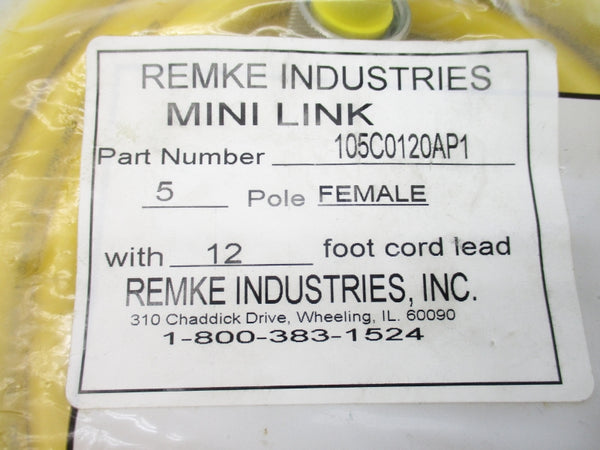 REMKE INDUSTRIES
MINI LINK
Part Number 105C0120AP1
5 Pole FEMALE
with 12 foot cord lead
REMKE INDUSTRIES, INC.
310 Chaddick Drive, Wheeling, IL. 60090
1-800-383-1524